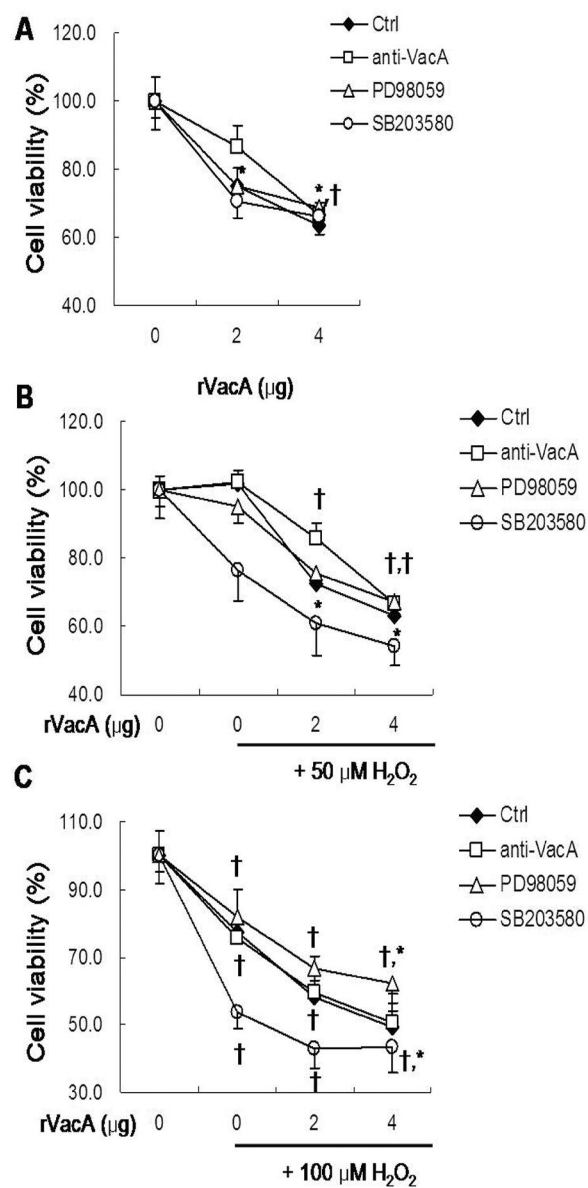 A
120.0
100.0
80.0
60.0
40.0
Cell viability (%)
Ctrl
anti-VacA
PD98059
SB203580
*
*
,†
0 2 4
rVacA (µg)
B
120.0
100.0
80.0
60.0
40.0
Cell viability (%)
Ctrl
anti-VacA
PD98059
SB203580
†
†,†
*
*
rVacA (µg) 0 0 2 4
+ 50 µM H₂O₂
C
110.0
90.0
70.0
50.0
30.0
Cell viability (%)
Ctrl
anti-VacA
PD98059
SB203580
†
†
†,*
†
†
†,*
†
†
rVacA (µg) 0 0 2 4
+ 100 µM H₂O₂